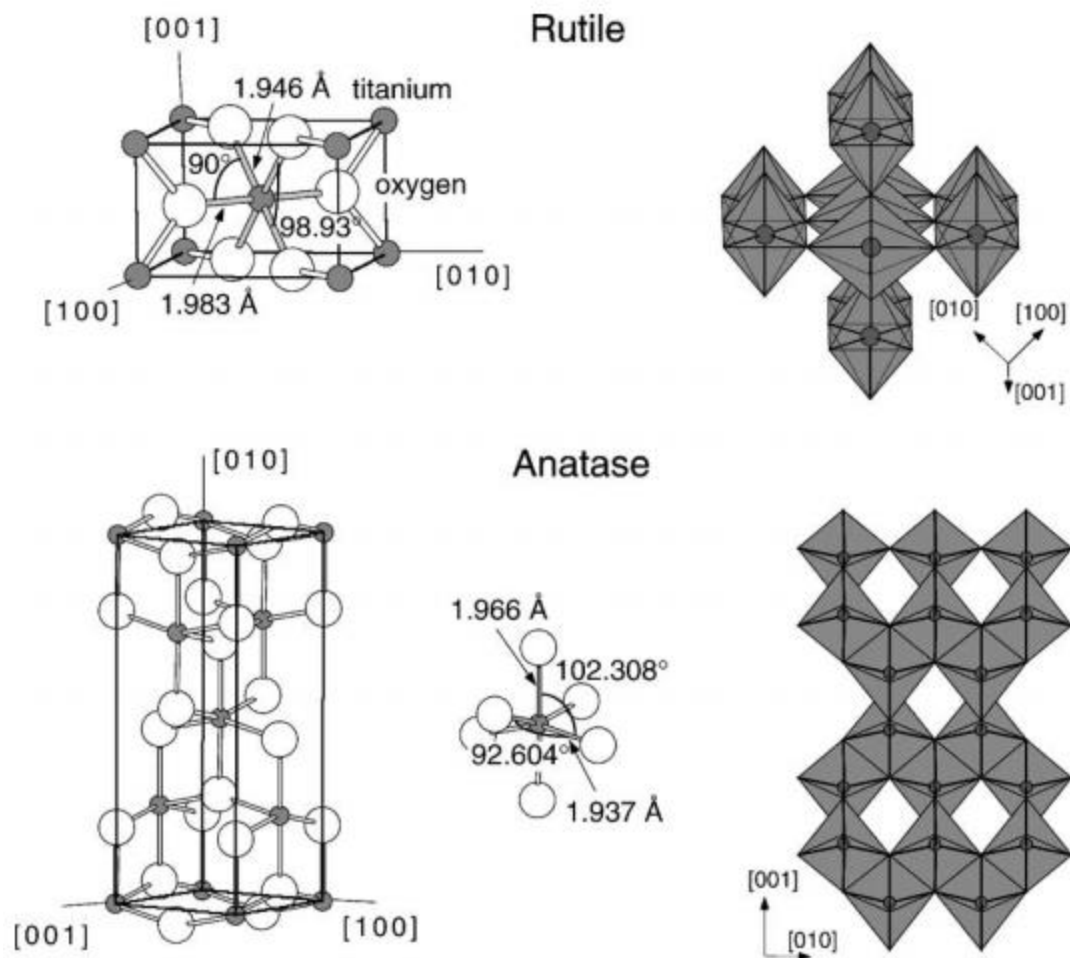 Rutile
[001]
1.946 Å
titanium
90°
oxygen
98.93°
[010]
[100]
1.983 Å
[010]
[100]
[001]
Anatase
[010]
1.966 Å
102.308°
92.604°
1.937 Å
[001]
[100]
[001]
[010]